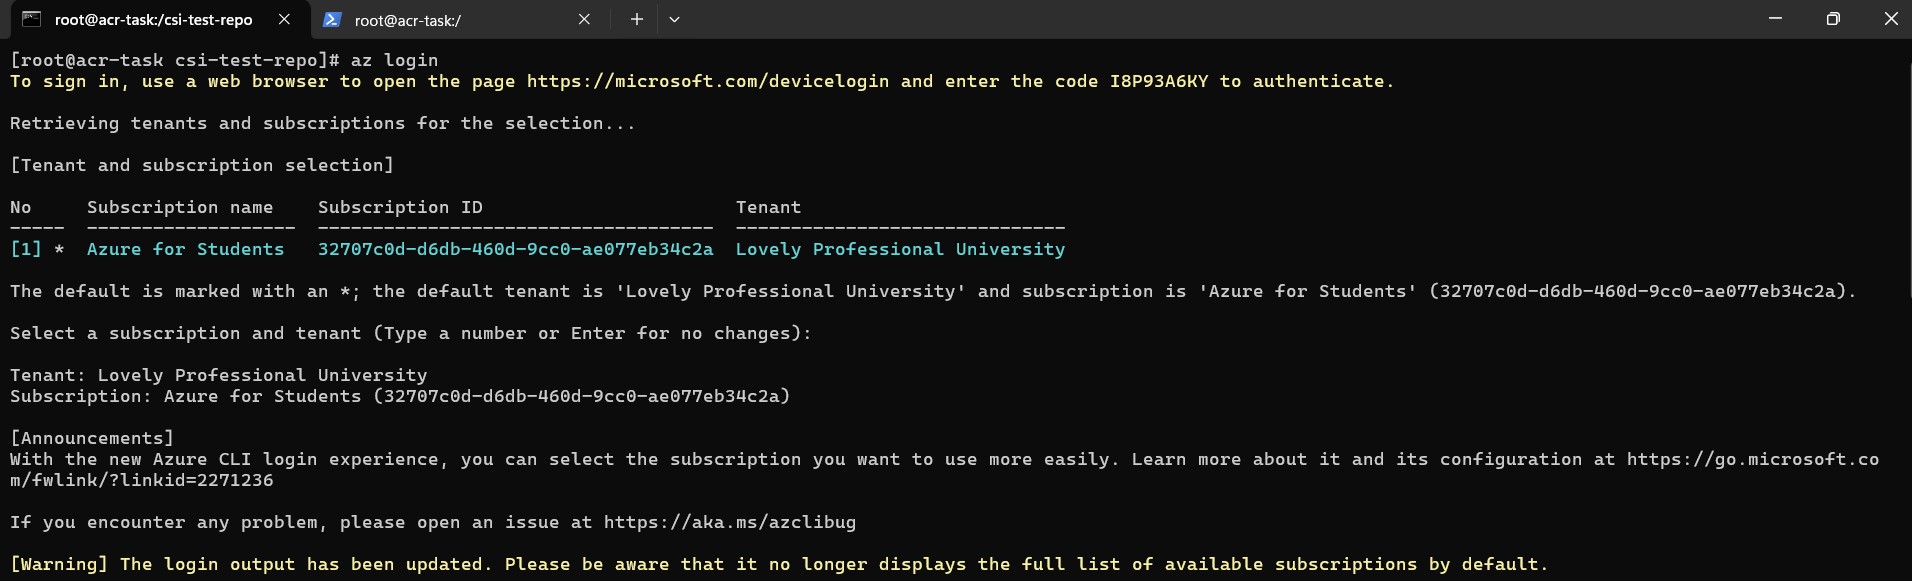 root@acr-task:/csi-test-repo
root@acr-task:/
[root@acr-task csi-test-repo]# az login
To sign in, use a web browser to open the page https://microsoft.com/devicelogin and enter the code I8P93A6KY to authenticate.
Retrieving tenants and subscriptions for the selection...
[Tenant and subscription selection]
No Subscription name Subscription ID Tenant
----- ------------------- ------------------------------------ ------------------------------
[1] * Azure for Students 32707c0d-d6db-460d-9cc0-ae077eb34c2a Lovely Professional University
The default is marked with an *; the default tenant is 'Lovely Professional University' and subscription is 'Azure for Students' (32707c0d-d6db-460d-9cc0-ae077eb34c2a).
Select a subscription and tenant (Type a number or Enter for no changes):
Tenant: Lovely Professional University
Subscription: Azure for Students (32707c0d-d6db-460d-9cc0-ae077eb34c2a)
[Announcements]
With the new Azure CLI login experience, you can select the subscription you want to use more easily. Learn more about it and its configuration at https://go.microsoft.co
m/fwlink/?linkid=2271236
If you encounter any problem, please open an issue at https://aka.ms/azclibug
[Warning] The login output has been updated. Please be aware that it no longer displays the full list of available subscriptions by default.